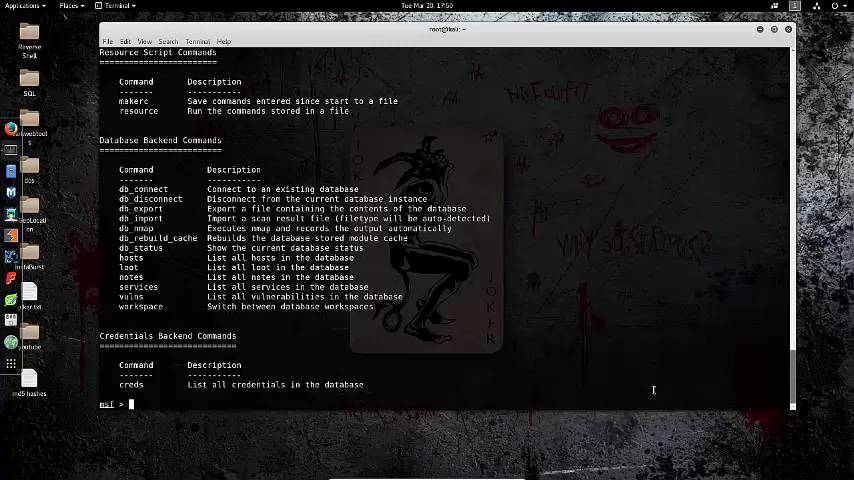 Applications Places Terminal Tue Mar 20, 17:50 1
root@kali: ~
File Edit View Search Terminal Help
Resource Script Commands
========================
Command Description
------- -----------
makerc Save commands entered since start to a file
resource Run the commands stored in a file
Database Backend Commands
=========================
Command Description
------- -----------
db_connect Connect to an existing database
db_disconnect Disconnect from the current database instance
db_export Export a file containing the contents of the database
db_import Import a scan result file (filetype will be auto-detected)
db_nmap Executes nmap and records the output automatically
db_rebuild_cache Rebuilds the database-stored module cache
db_status Show the current database status
hosts List all hosts in the database
loot List all loot in the database
notes List all notes in the database
services List all services in the database
vulns List all vulnerabilities in the database
workspace Switch between database workspaces
Credentials Backend Commands
============================
Command Description
------- -----------
creds List all credentials in the database
msf >
Reverse
Shell
SQL
dos
GeoLocation
InstaBurst
youtube
md5 hashes
JOKER
JOKER
WHY SO SERIOUS?